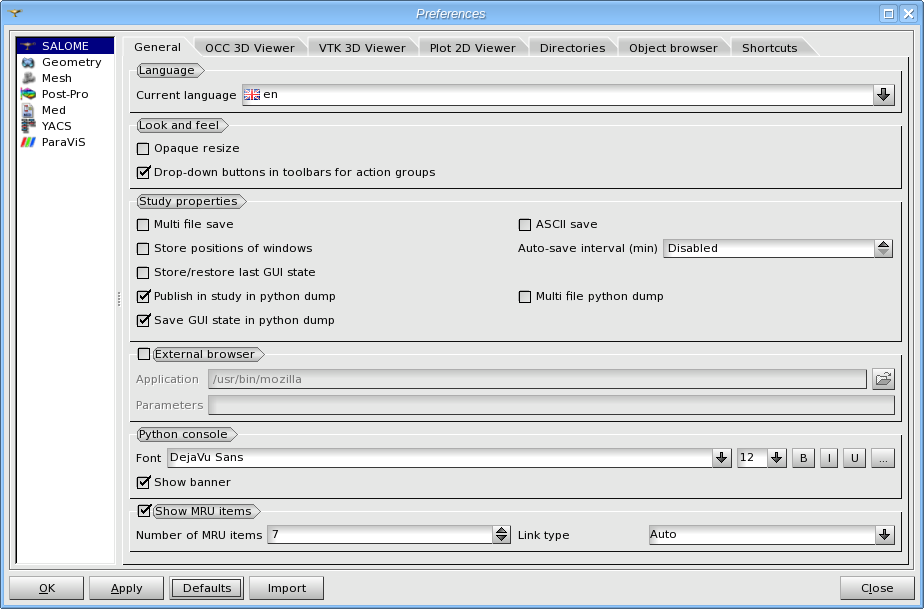 Preferences
SALOME
Geometry
Mesh
Post-Pro
Med
YACS
ParaViS
General OCC 3D Viewer VTK 3D Viewer Plot 2D Viewer Directories Object browser Shortcuts
Language
Current language en
Look and feel
Opaque resize
Drop-down buttons in toolbars for action groups
Study properties
Multi file save ASCII save
Store positions of windows Auto-save interval (min) Disabled
Store/restore last GUI state
Publish in study in python dump Multi file python dump
Save GUI state in python dump
External browser
Application /usr/bin/mozilla
Parameters
Python console
Font DejaVu Sans 12 B I U ...
Show banner
Show MRU items
Number of MRU items 7 Link type Auto
OK Apply Defaults Import Close